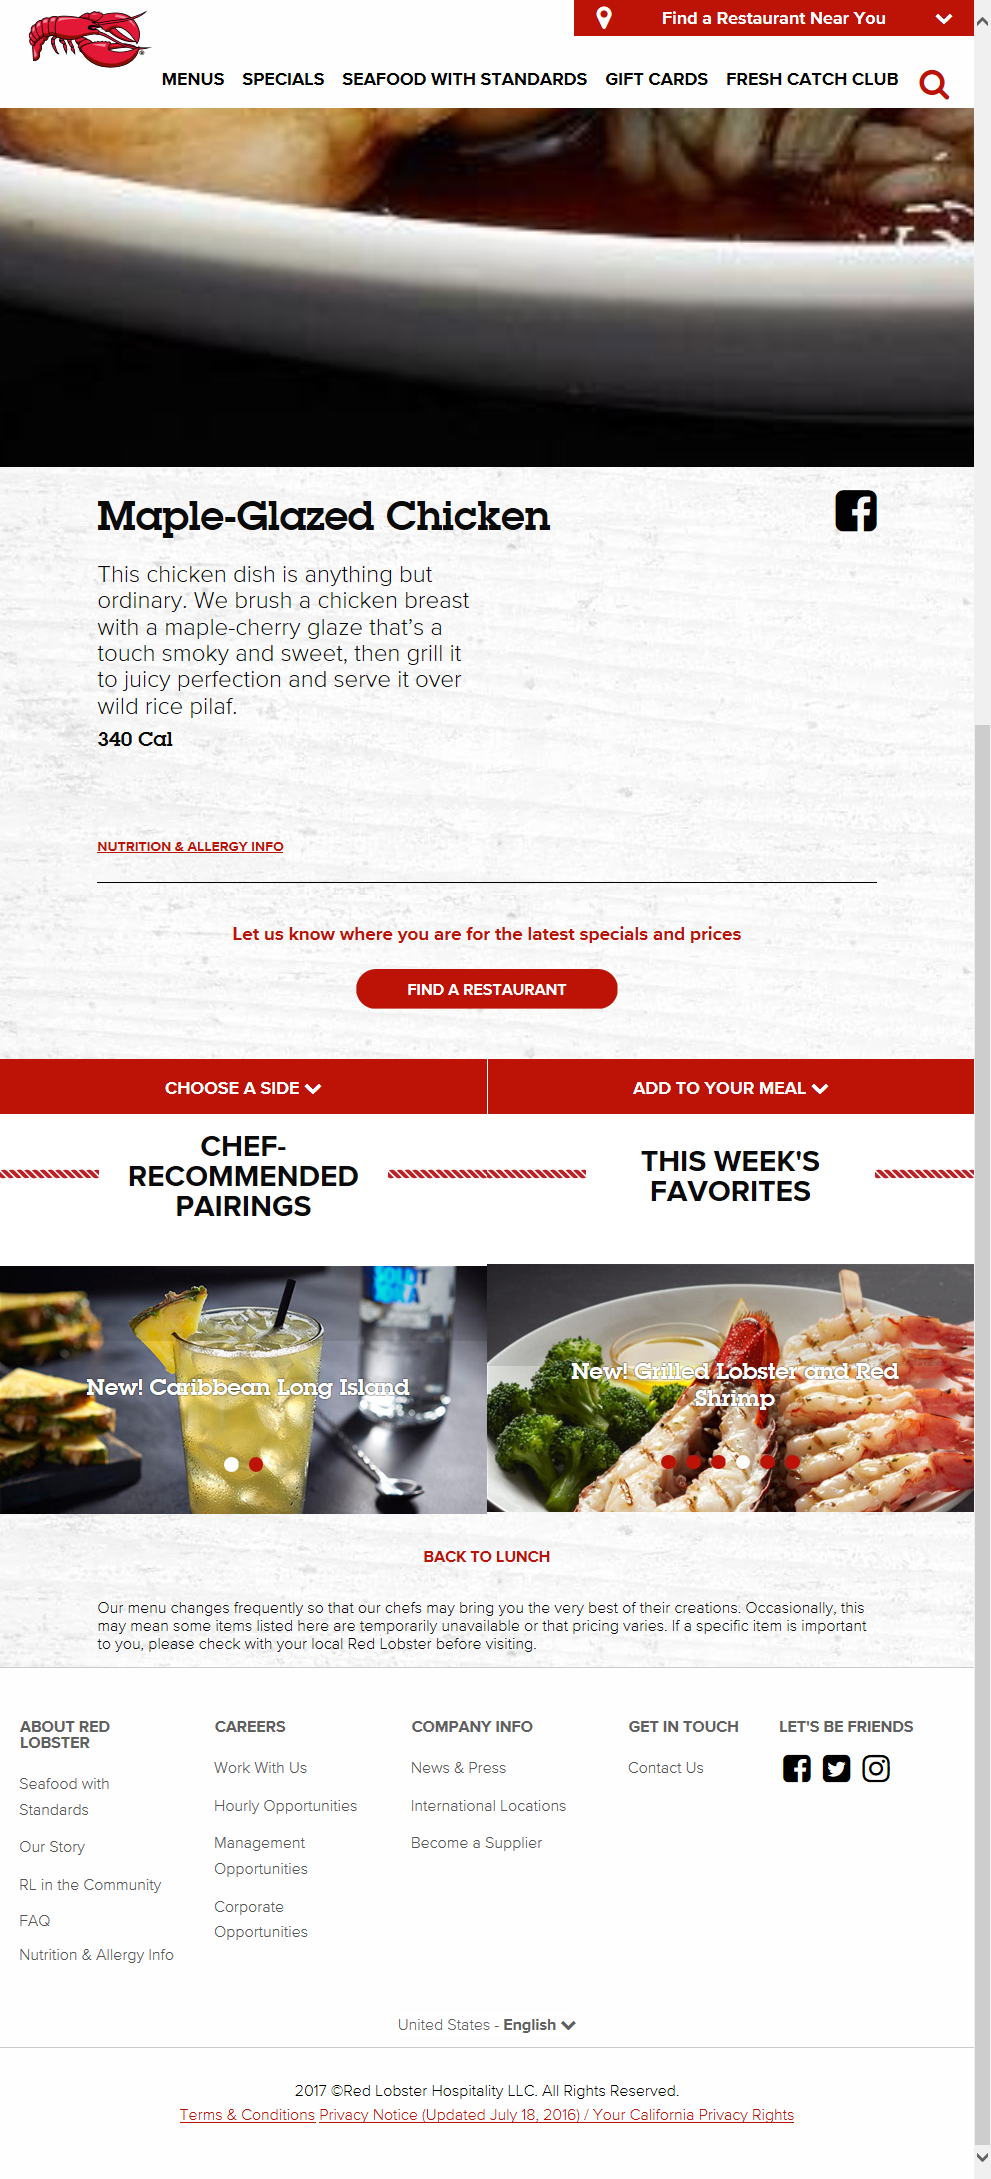 Find a Restaurant Near You
MENUS SPECIALS SEAFOOD WITH STANDARDS GIFT CARDS FRESH CATCH CLUB
Maple-Glazed Chicken
This chicken dish is anything but
ordinary. We brush a chicken breast
with a maple-cherry glaze that's a
touch smoky and sweet, then grill it
to juicy perfection and serve it over
wild rice pilaf.
340 Cal
NUTRITION & ALLERGY INFO
Let us know where you are for the latest specials and prices
FIND A RESTAURANT
CHOOSE A SIDE
ADD TO YOUR MEAL
CHEF-
RECOMMENDED
PAIRINGS
THIS WEEK'S
FAVORITES
New! Caribbean Long Island
New! Grilled Lobster and Red
Shrimp
BACK TO LUNCH
Our menu changes frequently so that our chefs may bring you the very best of their creations. Occasionally, this
may mean some items listed here are temporarily unavailable or that pricing varies. If a specific item is important
to you, please check with your local Red Lobster before visiting.
ABOUT RED
LOBSTER
Seafood with
Standards
Our Story
RL in the Community
FAQ
Nutrition & Allergy Info
CAREERS
Work With Us
Hourly Opportunities
Management
Opportunities
Corporate
Opportunities
COMPANY INFO
News & Press
International Locations
Become a Supplier
GET IN TOUCH
Contact Us
LET'S BE FRIENDS
United States - English
2017 ©Red Lobster Hospitality LLC. All Rights Reserved.
Terms & Conditions Privacy Notice (Updated July 18, 2016) / Your California Privacy Rights